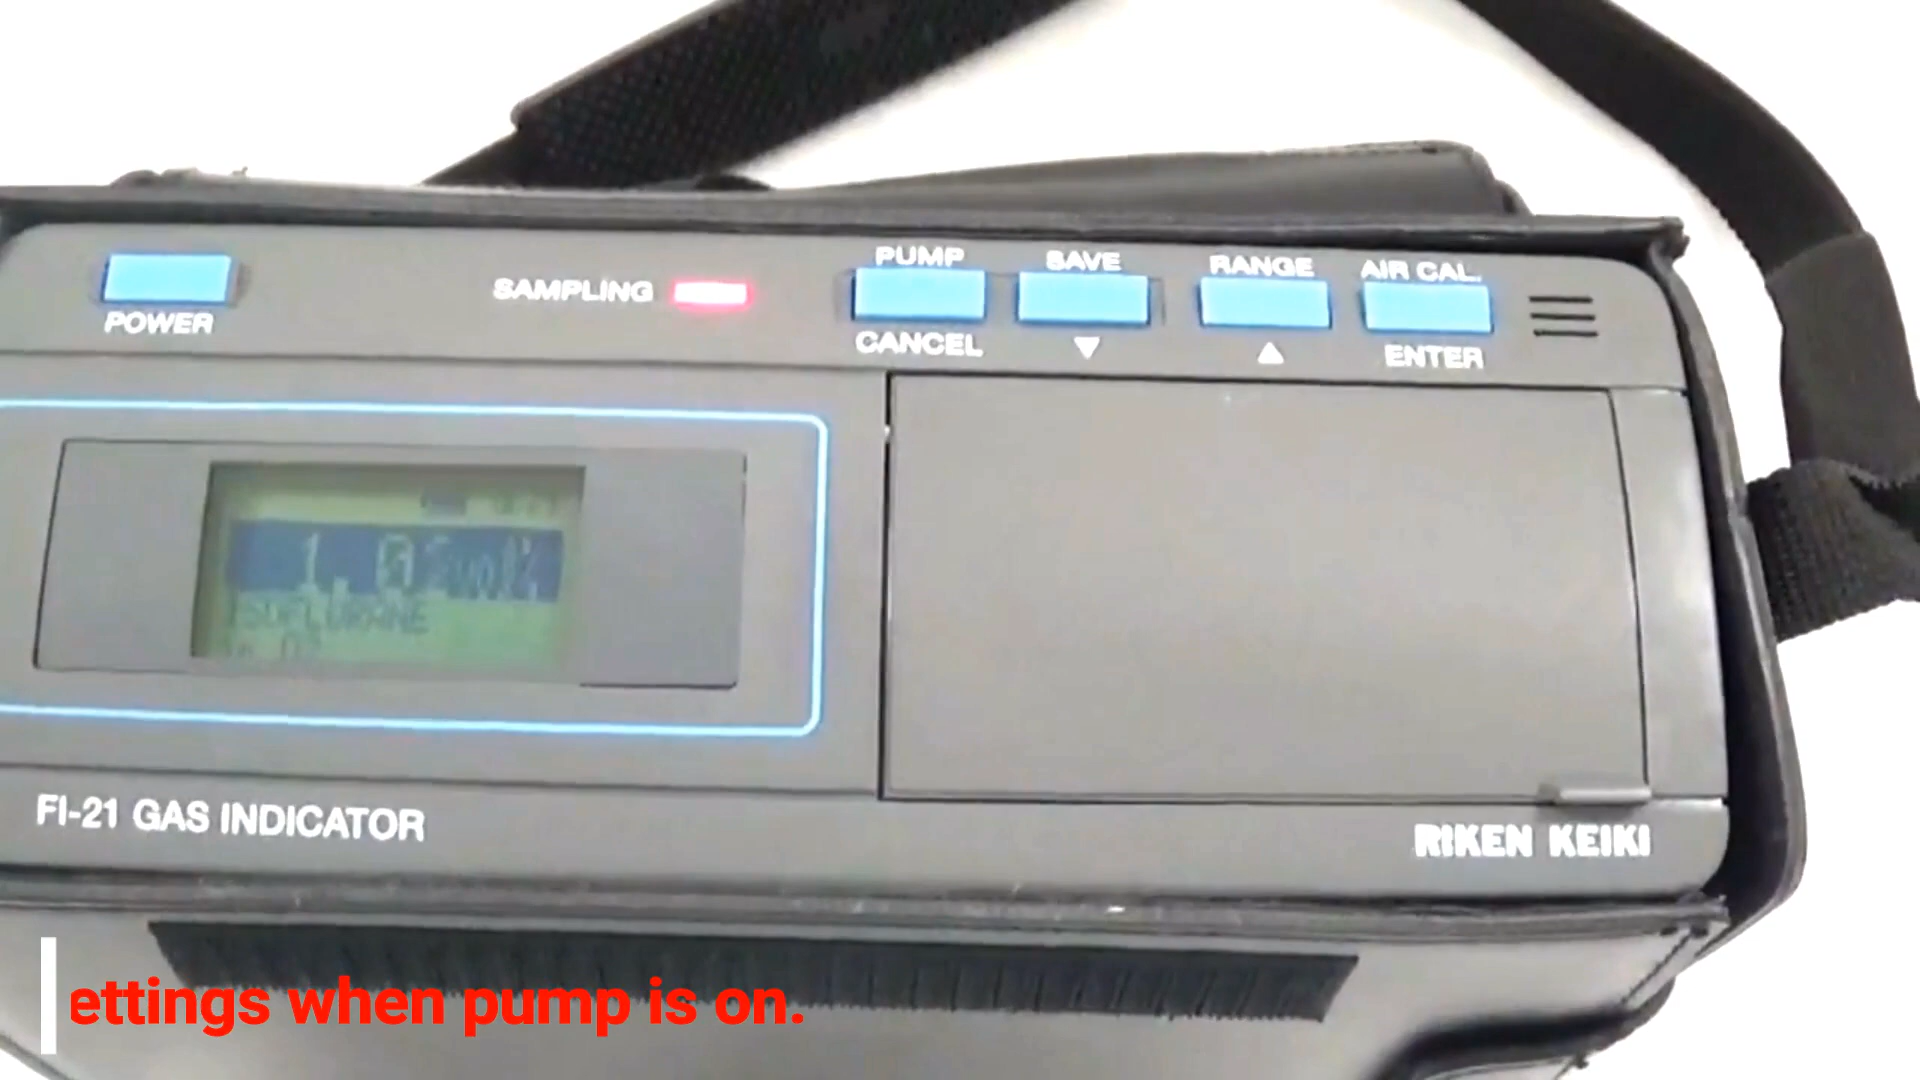 PUMP SAVE RANGE AIR CAL.
SAMPLING
POWER
CANCEL ▼ ▲ ENTER
ISOFLURANE
FI-21 GAS INDICATOR
RIKEN KEIKI
ettings when pump is on.